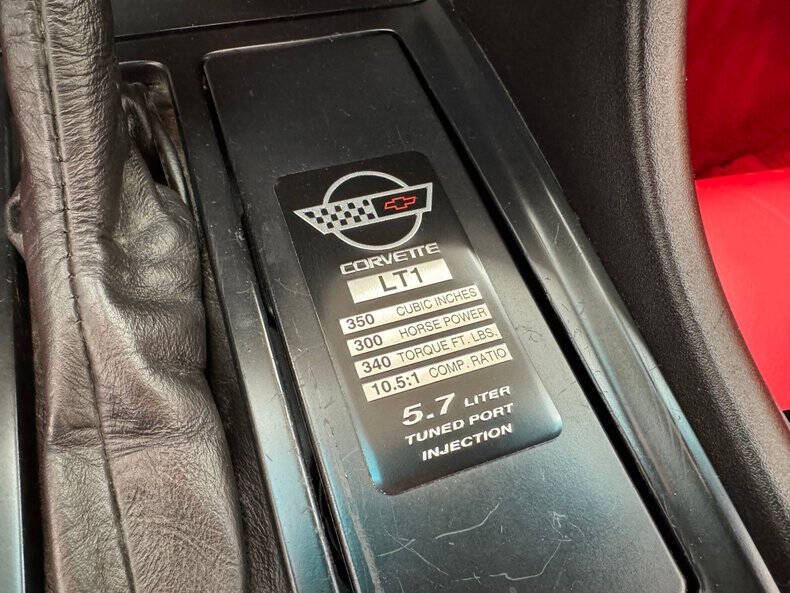 CORVETTE
LT1
350 CUBIC INCHES
300 HORSE POWER
340 TORQUE FT. LBS.
10.5:1 COMP. RATIO
5.7 LITER
TUNED PORT
INJECTION